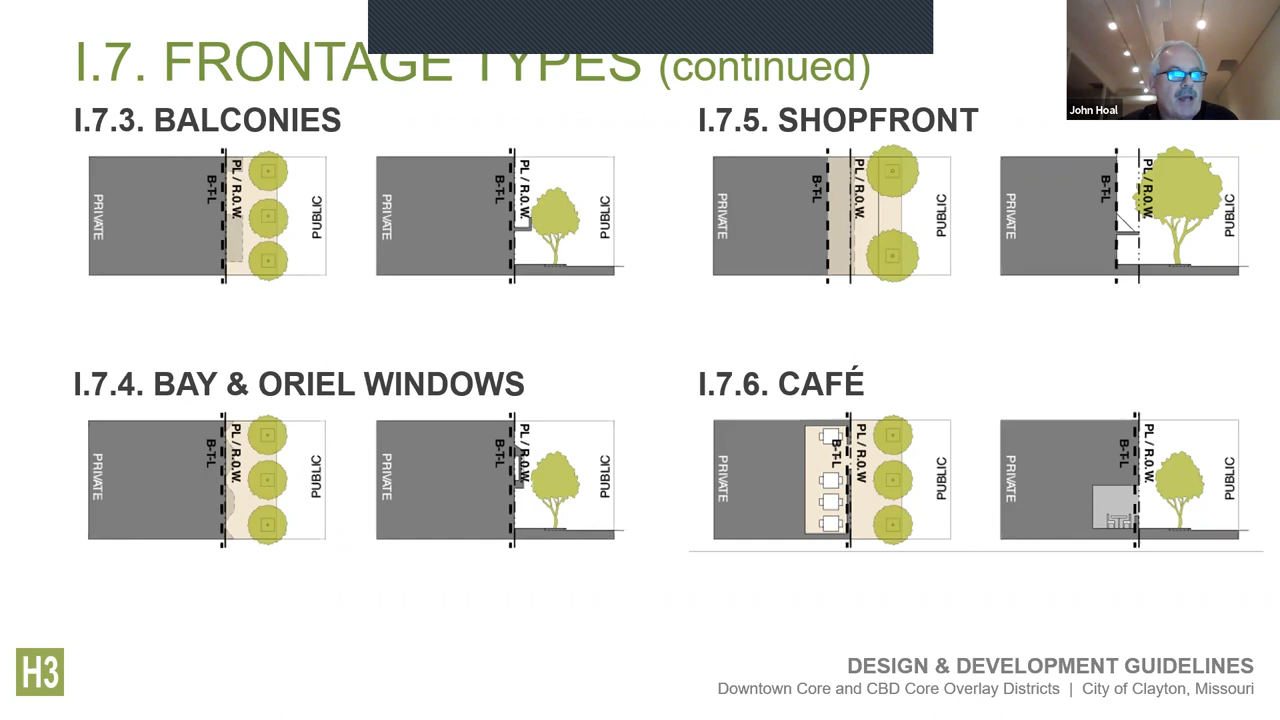 I.7. FRONTAGE TYPES (continued)
John Hoal
I.7.3. BALCONIES
PRIVATE
B-T-L
PL / R.O.W.
PUBLIC
PRIVATE
B-T-L
PL / R.O.W.
PUBLIC
I.7.5. SHOPFRONT
PRIVATE
B-T-L
PL / R.O.W.
PUBLIC
PRIVATE
B-T-L
PL / R.O.W.
PUBLIC
I.7.4. BAY & ORIEL WINDOWS
PRIVATE
B-T-L
PL / R.O.W.
PUBLIC
PRIVATE
B-T-L
PL / R.O.W.
PUBLIC
I.7.6. CAFÉ
PRIVATE
B-T-L
PL / R.O.W.
PUBLIC
PRIVATE
B-T-L
PL / R.O.W.
PUBLIC
H3
DESIGN & DEVELOPMENT GUIDELINES
Downtown Core and CBD Core Overlay Districts | City of Clayton, Missouri